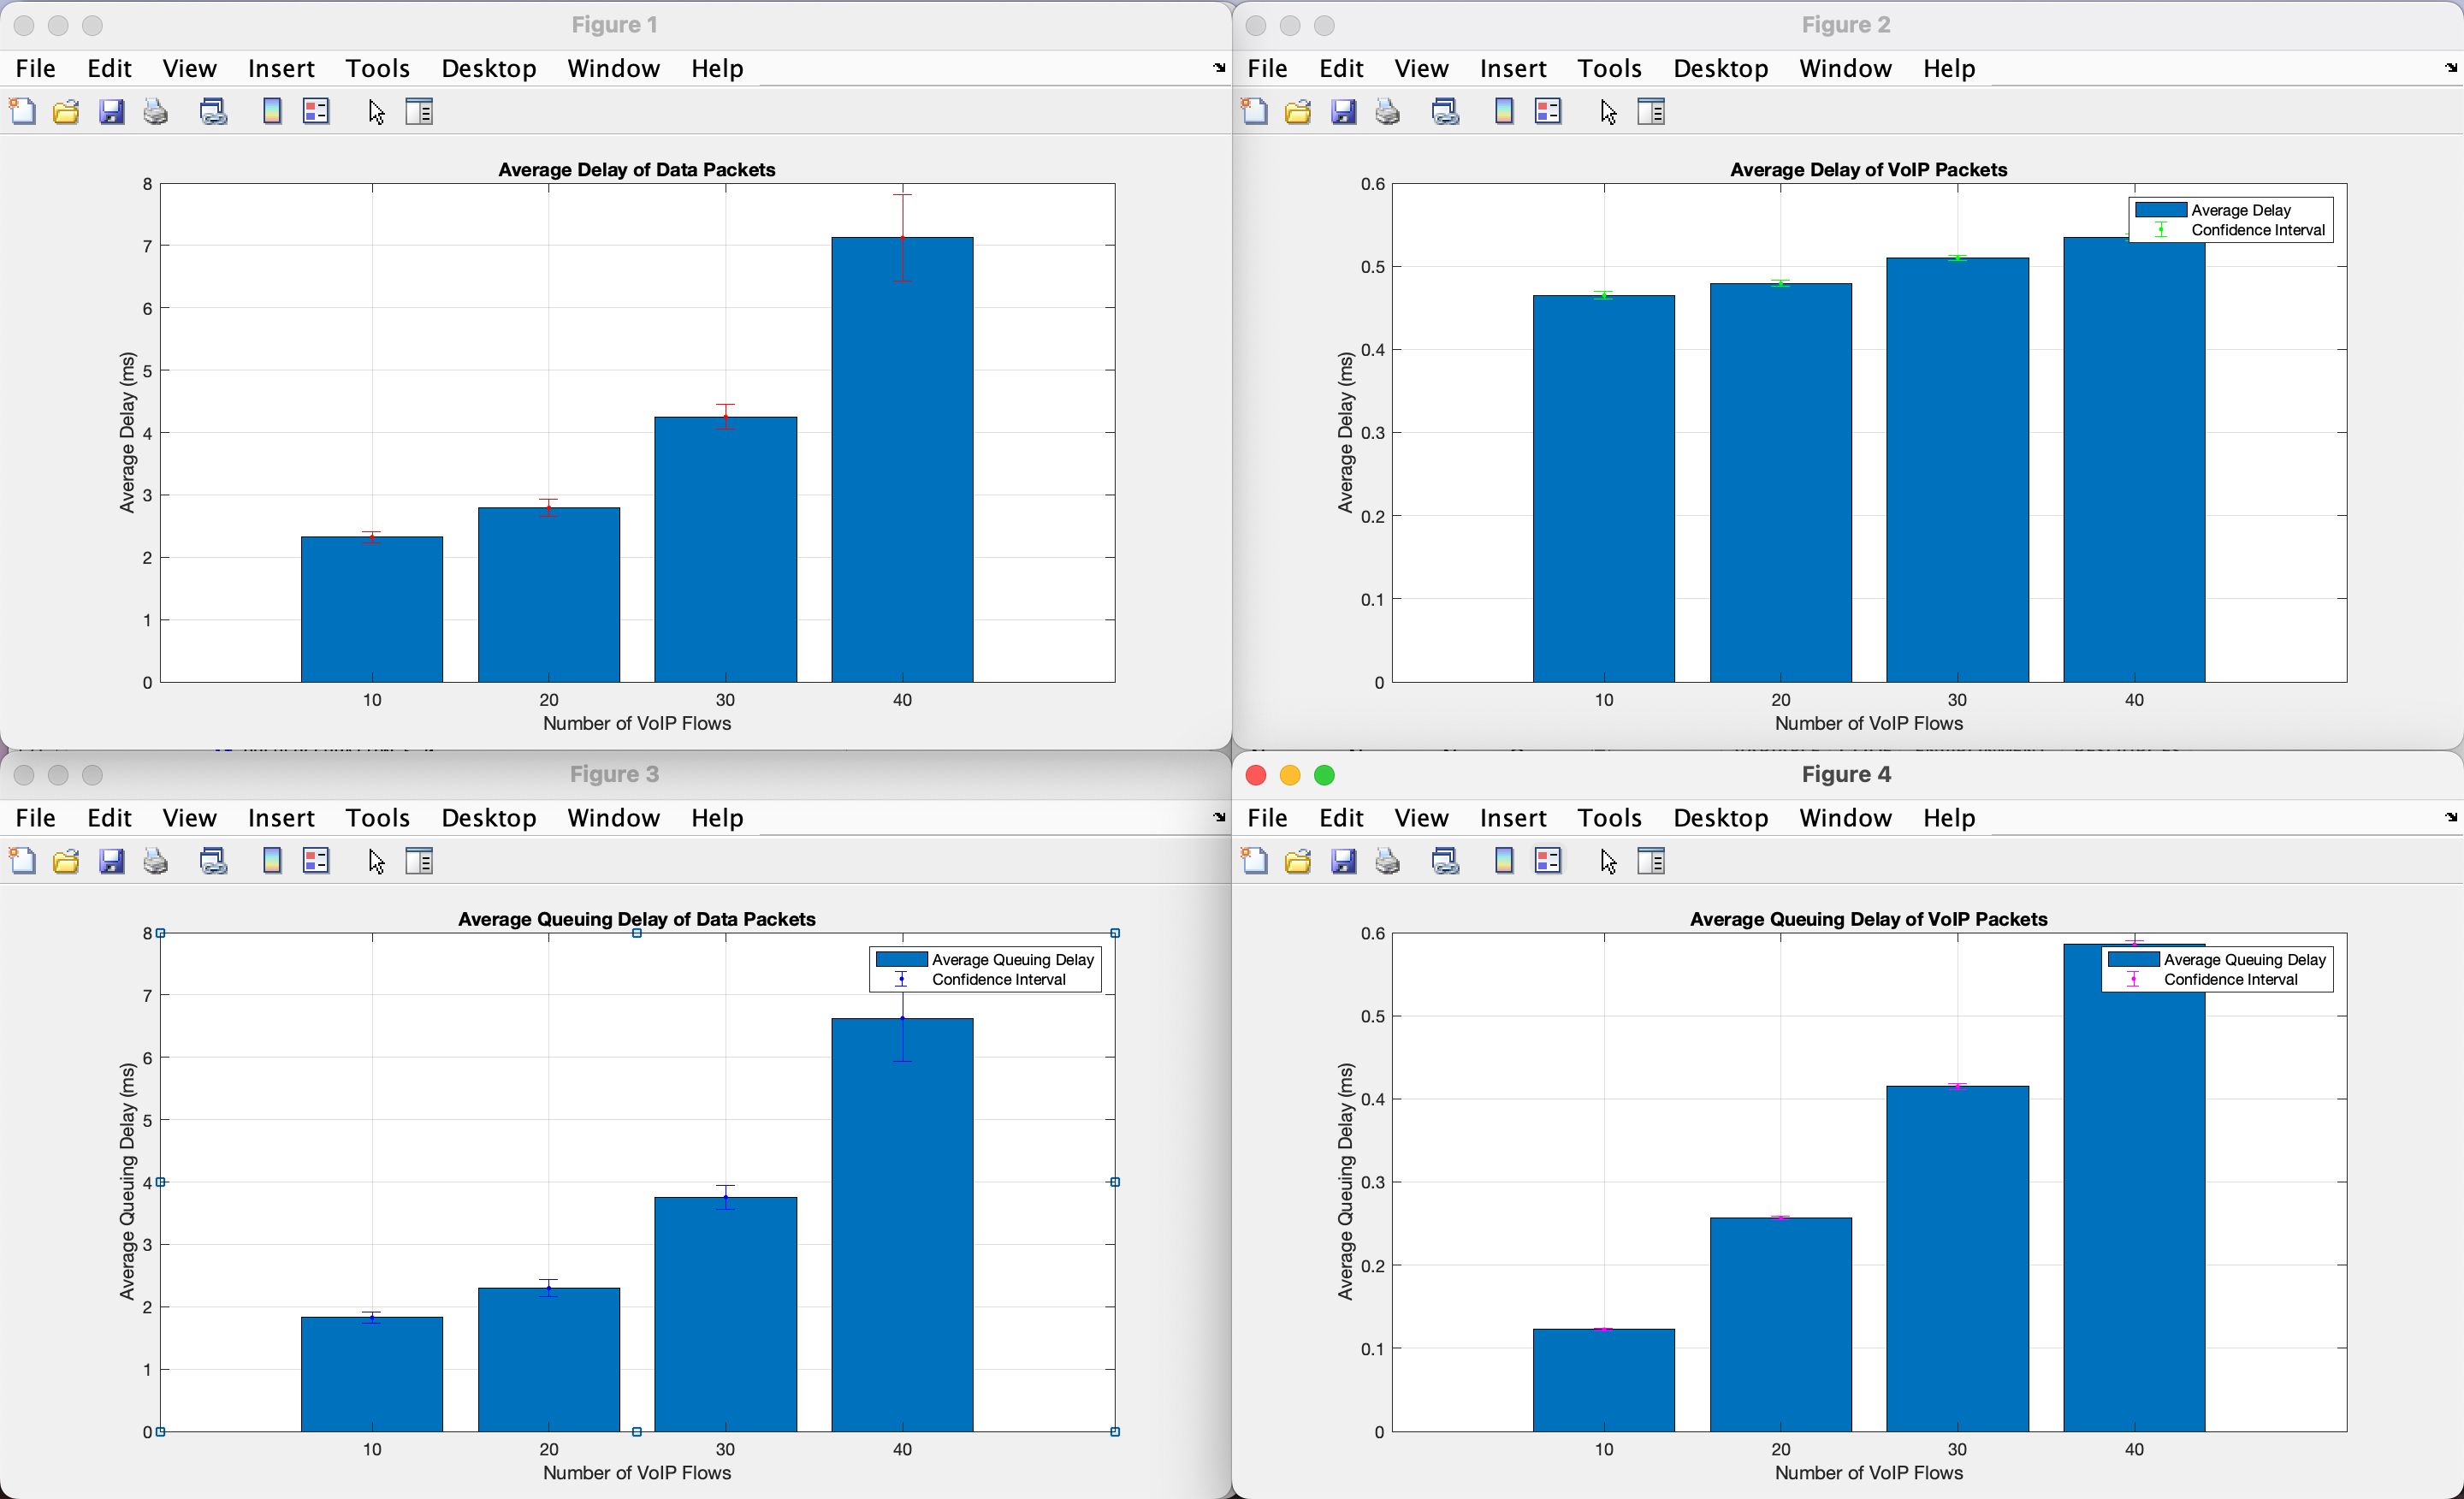 Figure 1
File Edit View Insert Tools Desktop Window Help
Average Delay of Data Packets
8
7
6
5
4
3
2
1
0
Average Delay (ms)
10 20 30 40
Number of VoIP Flows
Figure 2
File Edit View Insert Tools Desktop Window Help
Average Delay of VoIP Packets
Average Delay
Confidence Interval
0.6
0.5
0.4
0.3
0.2
0.1
0
Average Delay (ms)
10 20 30 40
Number of VoIP Flows
Figure 3
File Edit View Insert Tools Desktop Window Help
Average Queuing Delay of Data Packets
Average Queuing Delay
Confidence Interval
8
7
6
5
4
3
2
1
0
Average Queuing Delay (ms)
10 20 30 40
Number of VoIP Flows
Figure 4
File Edit View Insert Tools Desktop Window Help
Average Queuing Delay of VoIP Packets
Average Queuing Delay
Confidence Interval
0.6
0.5
0.4
0.3
0.2
0.1
0
Average Queuing Delay (ms)
10 20 30 40
Number of VoIP Flows